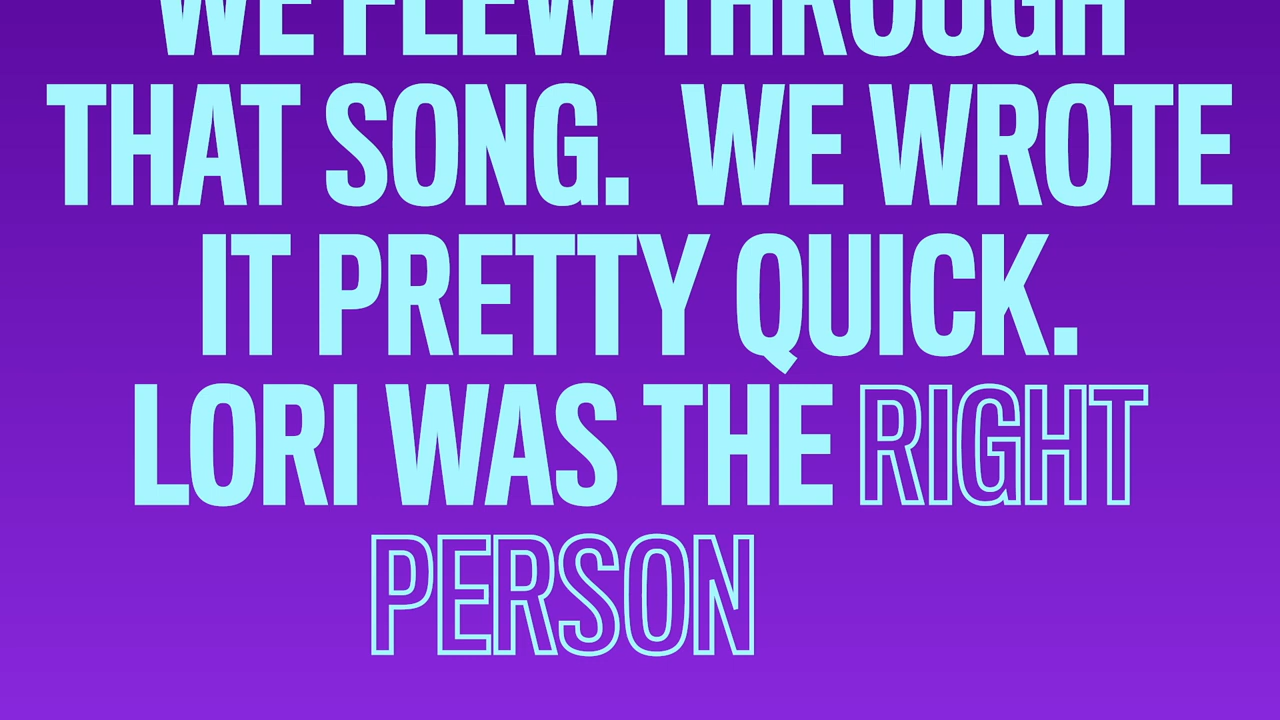 WE FLEW THROUGH
THAT SONG. WE WROTE
IT PRETTY QUICK.
LORI WAS THE RIGHT
PERSON